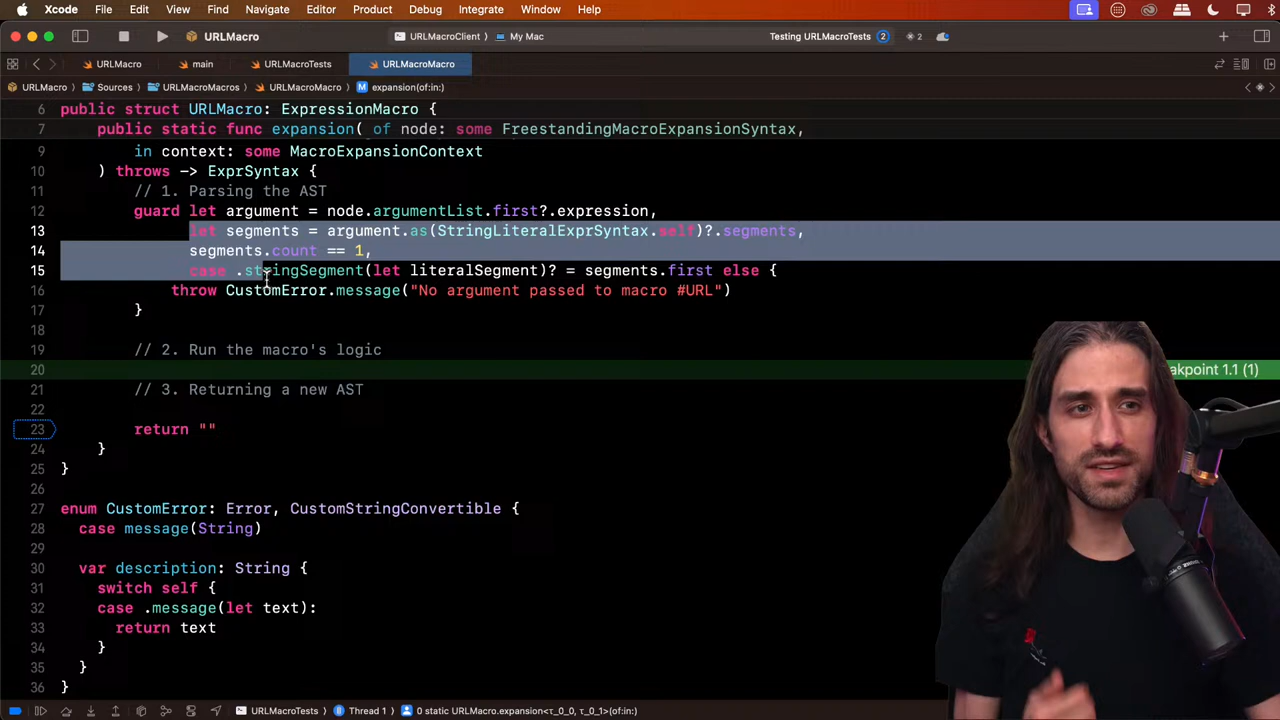 Xcode File Edit View Find Navigate Editor Product Debug Integrate Window Help
URLMacro URLMacroClient My Mac Testing URLMacroTests 2 2
URLMacro main URLMacroTests URLMacroMacro
URLMacro Sources URLMacroMacros URLMacroMacro M expansion(of:in:)
6 public struct URLMacro: ExpressionMacro {
7 public static func expansion( of node: some FreestandingMacroExpansionSyntax,
9 in context: some MacroExpansionContext
10 ) throws -> ExprSyntax {
11 // 1. Parsing the AST
12 guard let argument = node.argumentList.first?.expression,
13 let segments = argument.as(StringLiteralExprSyntax.self)?.segments,
14 segments.count == 1,
15 case .stringSegment(let literalSegment)? = segments.first else {
16 throw CustomError.message("No argument passed to macro #URL")
17 }
18
19 // 2. Run the macro's logic
20 akpoint 1.1 (1)
21 // 3. Returning a new AST
22
23 return ""
24 }
25 }
26
27 enum CustomError: Error, CustomStringConvertible {
28 case message(String)
29
30 var description: String {
31 switch self {
32 case .message(let text):
33 return text
34 }
35 }
36 }
URLMacroTests Thread 1 0 static URLMacro.expansion<τ_0_0, τ_0_1>(of:in:)